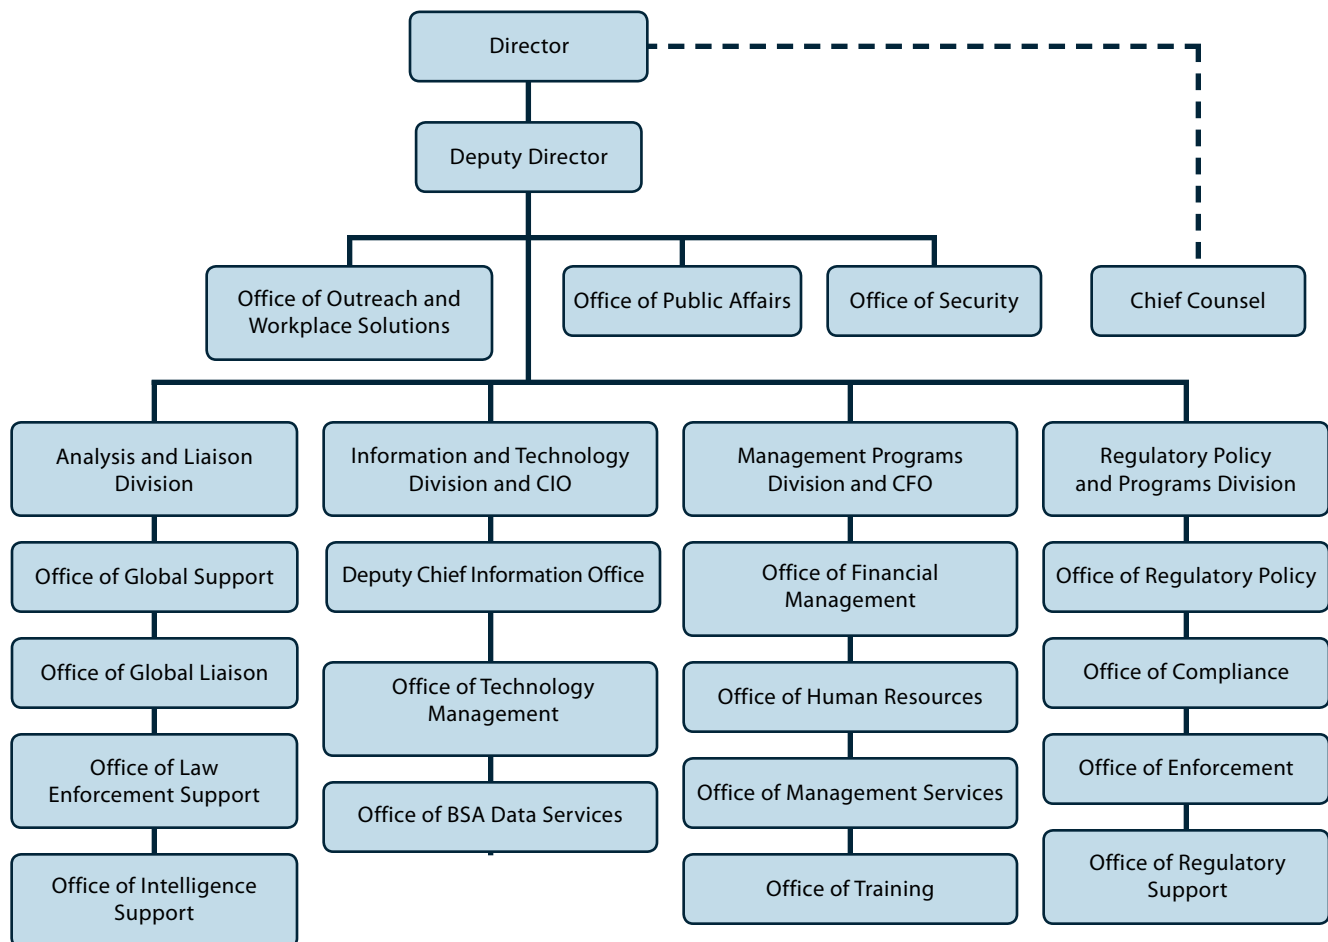 Director
Deputy Director
Office of Outreach and
Workplace Solutions
Office of Public Affairs
Office of Security
Chief Counsel
Analysis and Liaison
Division
Office of Global Support
Office of Global Liaison
Office of Law
Enforcement Support
Office of Intelligence
Support
Information and Technology
Division and CIO
Deputy Chief Information Office
Office of Technology
Management
Office of BSA Data Services
Management Programs
Division and CFO
Office of Financial
Management
Office of Human Resources
Office of Management Services
Office of Training
Regulatory Policy
and Programs Division
Office of Regulatory Policy
Office of Compliance
Office of Enforcement
Office of Regulatory
Support